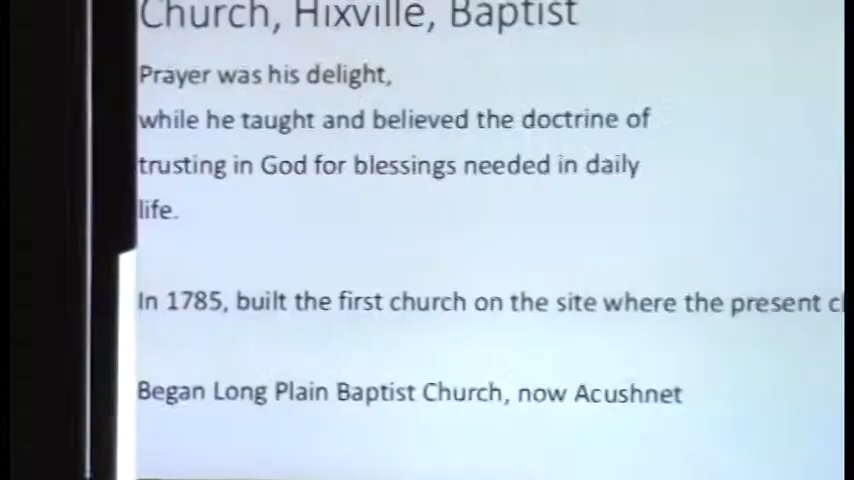 Church, Hixville, Baptist
Prayer was his delight,
while he taught and believed the doctrine of
trusting in God for blessings needed in daily
life.
In 1785, built the first church on the site where the present
Began Long Plain Baptist Church, now Acushnet